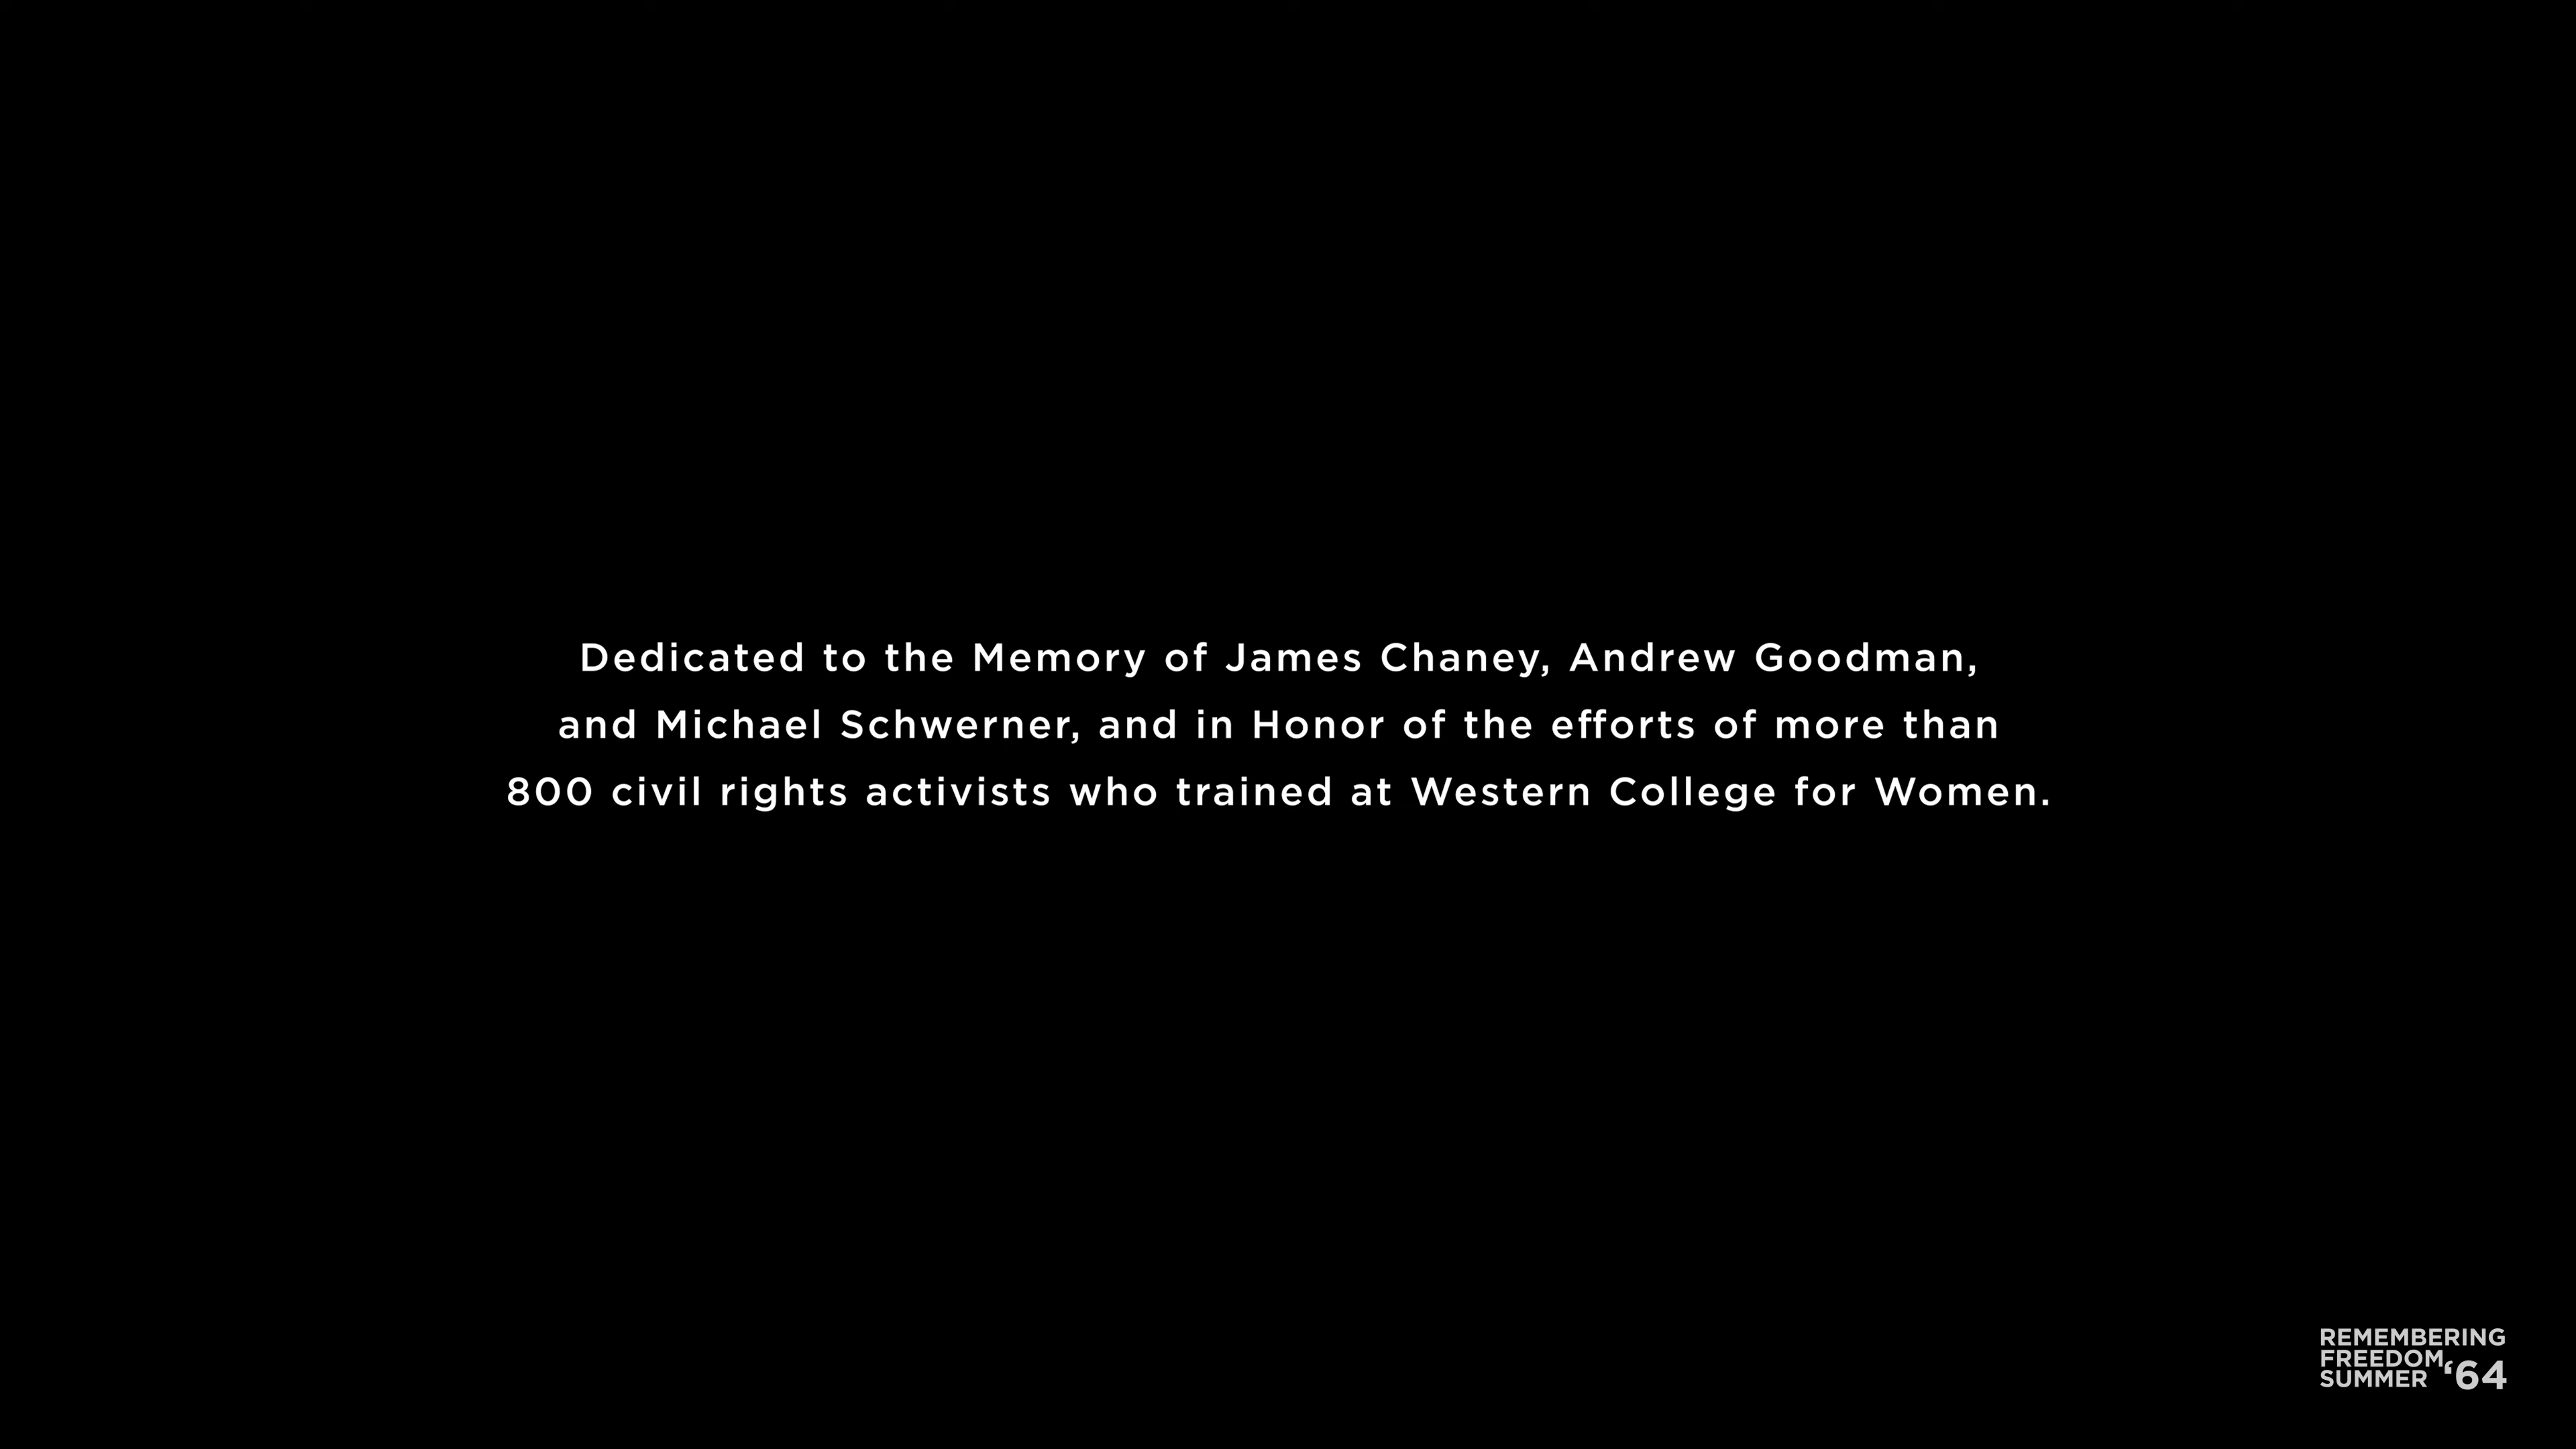 Dedicated to the Memory of James Chaney, Andrew Goodman,
and Michael Schwerner, and in Honor of the efforts of more than
800 civil rights activists who trained at Western College for Women.
REMEMBERING
FREEDOM
SUMMER ‘64